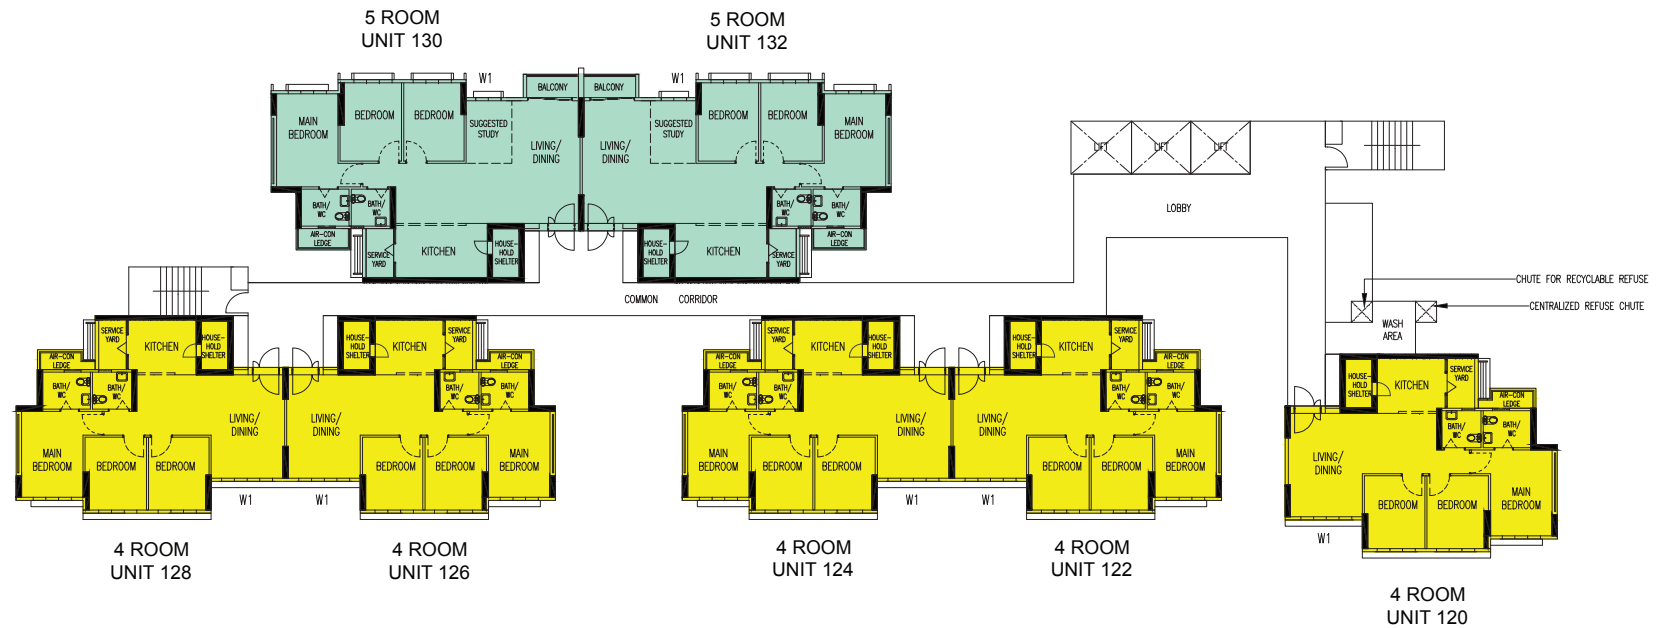 5 ROOM
UNIT 130
5 ROOM
UNIT 132
W1
W1
BALCONY
BALCONY
MAIN
BEDROOM
BEDROOM
BEDROOM
SUGGESTED
STUDY
LIVING/
DINING
LIVING/
DINING
SUGGESTED
STUDY
BEDROOM
BEDROOM
MAIN
BEDROOM
BATH/
WC
BATH/
WC
BATH/
WC
BATH/
WC
AIR-CON
LEDGE
SERVICE
YARD
KITCHEN
HOUSE-
HOLD
SHELTER
HOUSE-
HOLD
SHELTER
KITCHEN
SERVICE
YARD
AIR-CON
LEDGE
LIFT
LIFT
LIFT
LOBBY
COMMON CORRIDOR
CHUTE FOR RECYCLABLE REFUSE
CENTRALIZED REFUSE CHUTE
WASH
AREA
SERVICE
YARD
KITCHEN
HOUSE-
HOLD
SHELTER
AIR-CON
LEDGE
BATH/
WC
BATH/
WC
LIVING/
DINING
MAIN
BEDROOM
BEDROOM
BEDROOM
W1
HOUSE-
HOLD
SHELTER
KITCHEN
SERVICE
YARD
AIR-CON
LEDGE
BATH/
WC
BATH/
WC
LIVING/
DINING
BEDROOM
BEDROOM
MAIN
BEDROOM
W1
SERVICE
YARD
KITCHEN
HOUSE-
HOLD
SHELTER
AIR-CON
LEDGE
BATH/
WC
BATH/
WC
LIVING/
DINING
MAIN
BEDROOM
BEDROOM
BEDROOM
W1
HOUSE-
HOLD
SHELTER
KITCHEN
SERVICE
YARD
AIR-CON
LEDGE
BATH/
WC
BATH/
WC
LIVING/
DINING
BEDROOM
BEDROOM
MAIN
BEDROOM
W1
HOUSE-
HOLD
SHELTER
KITCHEN
SERVICE
YARD
AIR-CON
LEDGE
BATH/
WC
BATH/
WC
LIVING/
DINING
BEDROOM
BEDROOM
MAIN
BEDROOM
W1
4 ROOM
UNIT 128
4 ROOM
UNIT 126
4 ROOM
UNIT 124
4 ROOM
UNIT 122
4 ROOM
UNIT 120